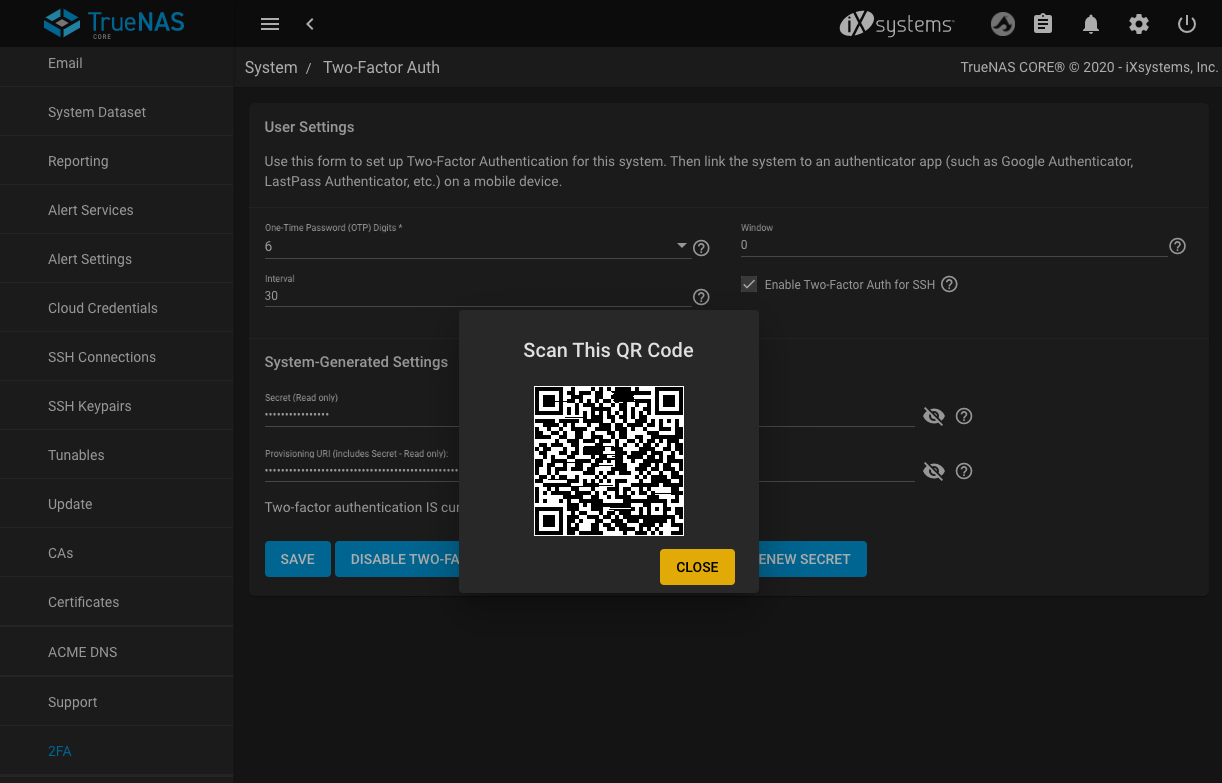 TrueNAS
CORE
iXsystems
Email
System / Two-Factor Auth
TrueNAS CORE® © 2020 - iXsystems, Inc.
System Dataset
Reporting
Alert Services
Alert Settings
Cloud Credentials
SSH Connections
SSH Keypairs
Tunables
Update
CAs
Certificates
ACME DNS
Support
2FA
User Settings
Use this form to set up Two-Factor Authentication for this system. Then link the system to an authenticator app (such as Google Authenticator,
LastPass Authenticator, etc.) on a mobile device.
One-Time Password (OTP) Digits *
6
Window
0
Interval
30
Enable Two-Factor Auth for SSH
System-Generated Settings
Secret (Read only)
••••••••••••••••
Provisioning URI (includes Secret - Read only):
Two-factor authentication IS cur
SAVE
DISABLE TWO-FA
ENEW SECRET
Scan This QR Code
CLOSE